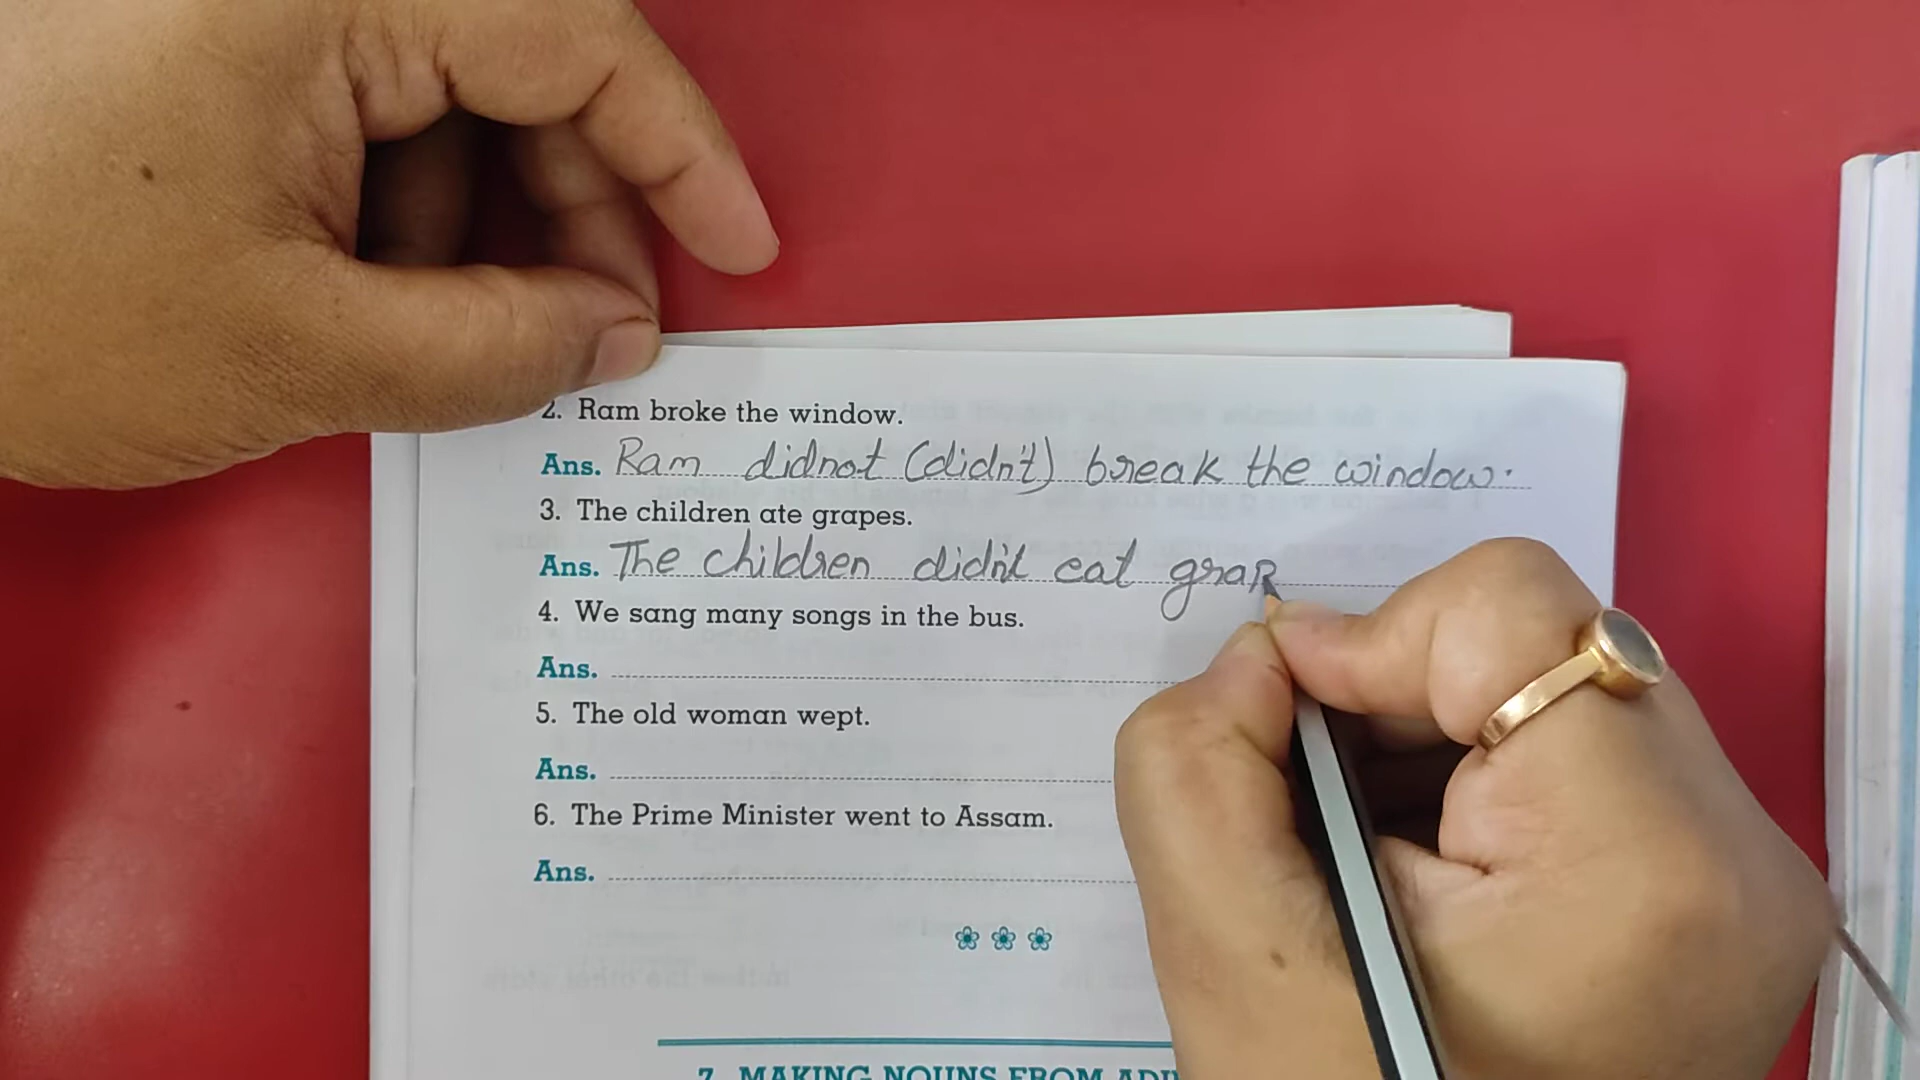 2. Ram broke the window.
Ans. Ram didnot (didn't) break the window.
3. The children ate grapes.
Ans. The children didn't eat grap
4. We sang many songs in the bus.
Ans.
5. The old woman wept.
Ans.
6. The Prime Minister went to Assam.
Ans.
7. MAKING NOUNS FROM